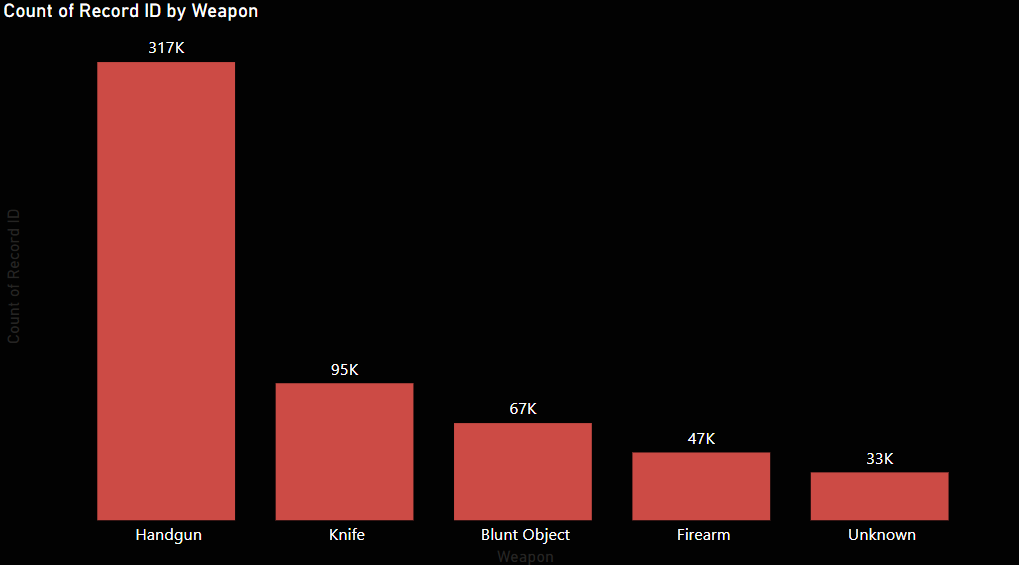 Count of Record ID by Weapon
317K
95K
67K
47K
33K
Count of Record ID
Handgun Knife Blunt Object Firearm Unknown
Weapon